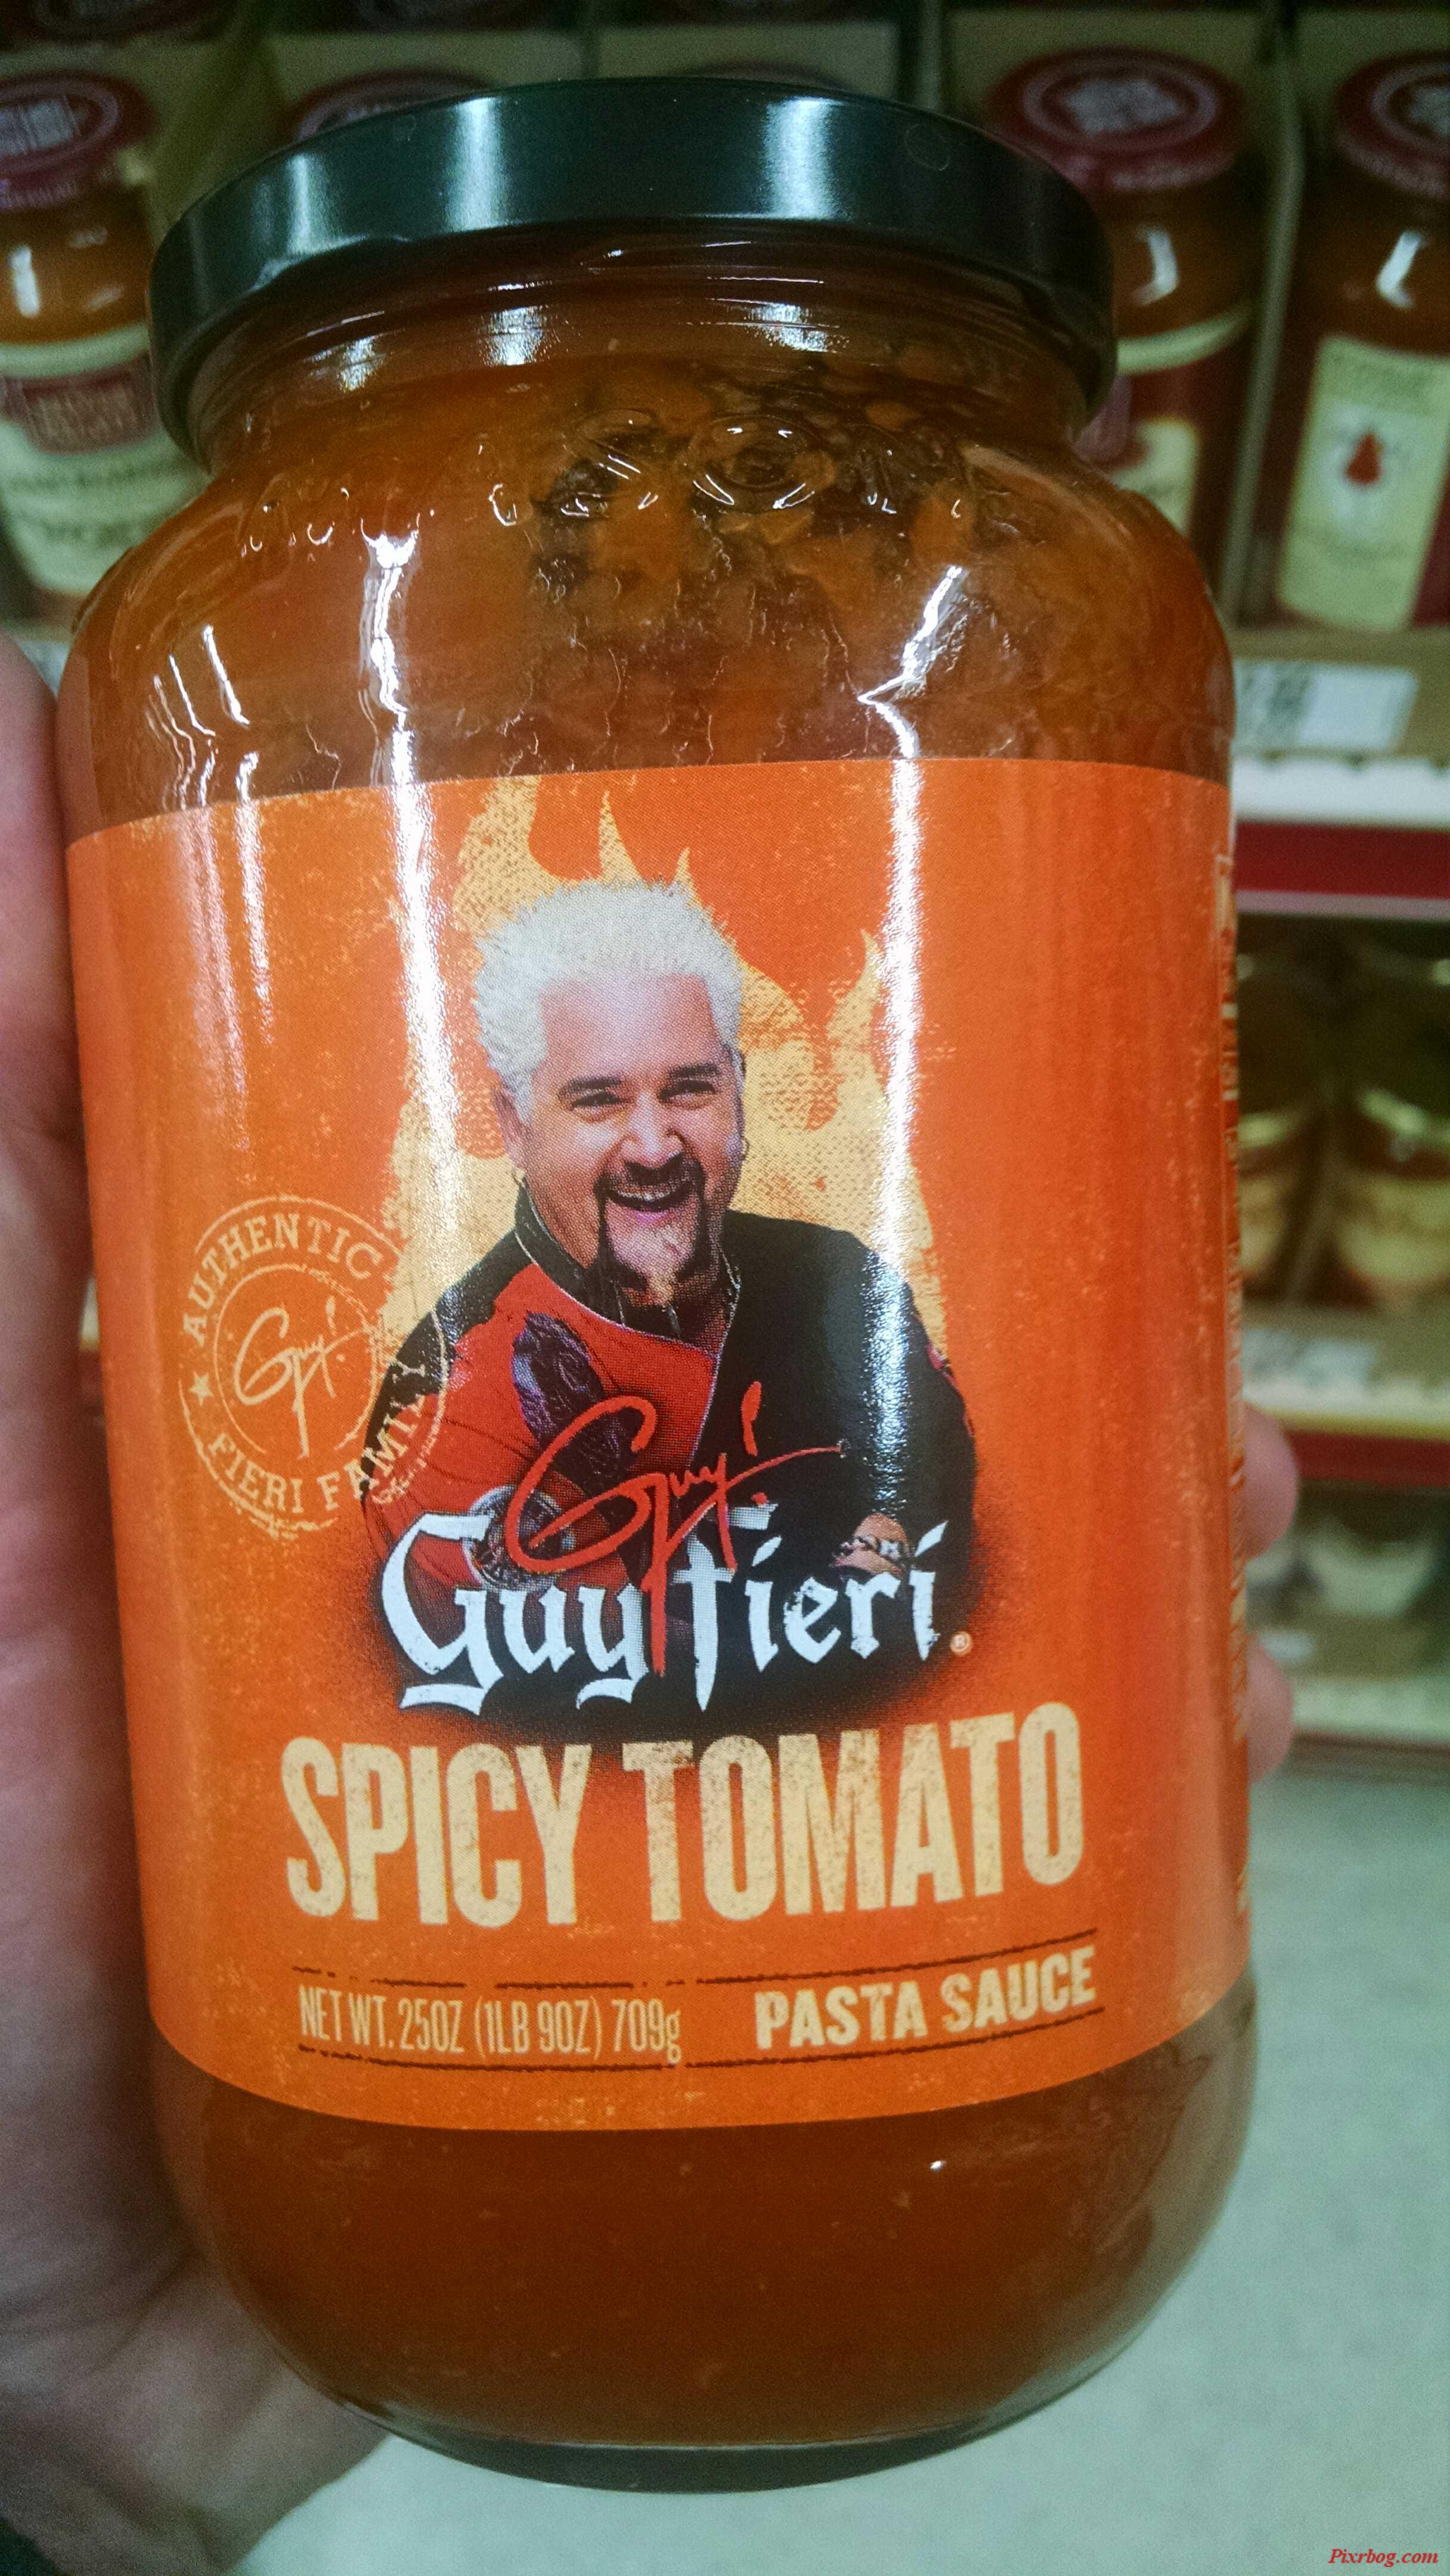 AUTHENTIC
Guy!
FIERI FAMILY
Guy!
Guy Fieri®
SPICY TOMATO
NET WT. 25OZ (1LB 9OZ) 709g PASTA SAUCE
Pixrbog.com